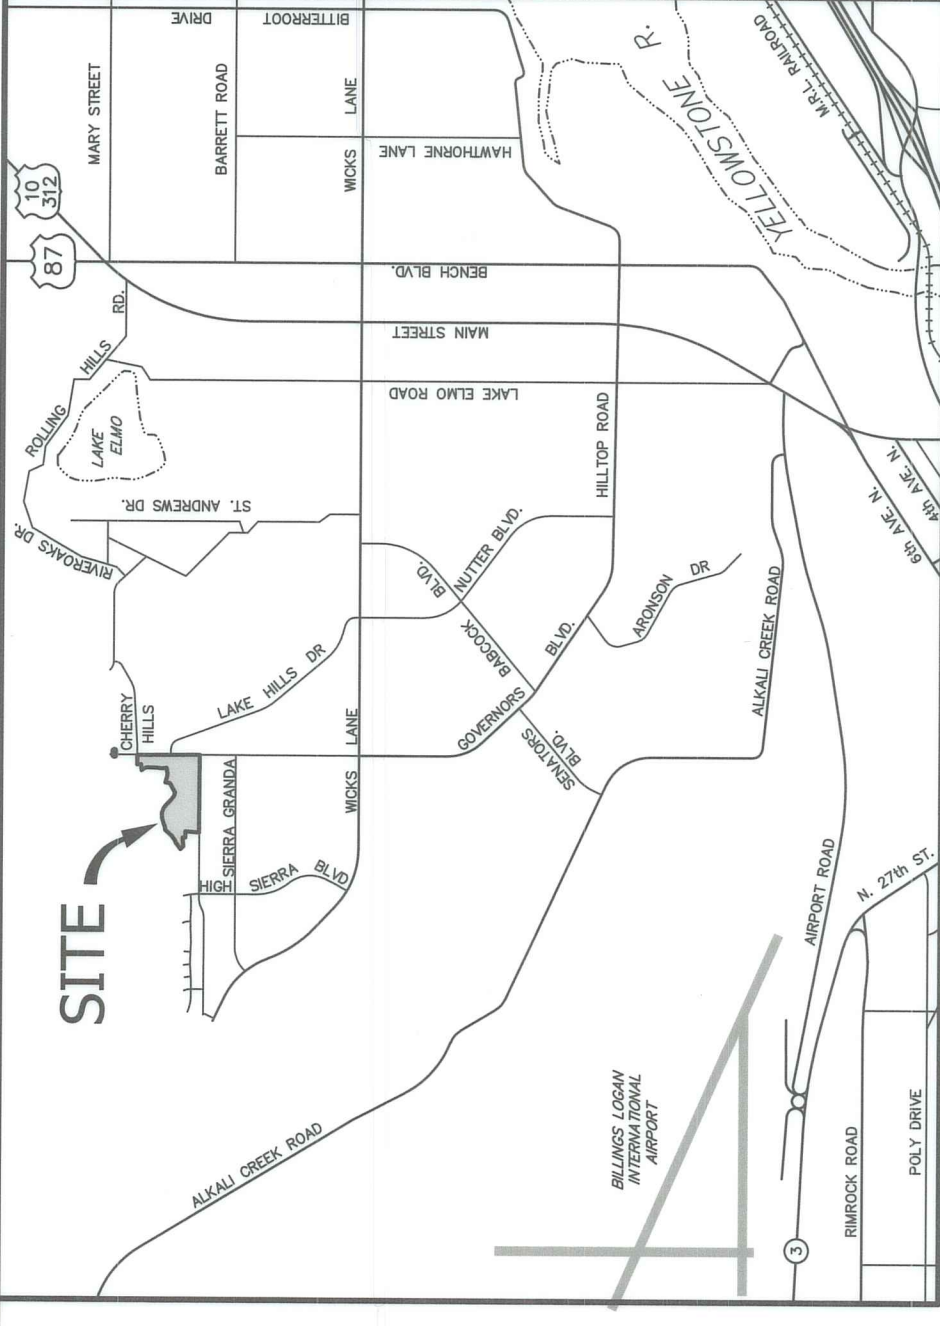 SITE
CHERRY
HILLS
RIVEROAKS DR.
ROLLING
HILLS
RD.
LAKE
ELMO
ST. ANDREWS DR.
87
10
312
MARY STREET
BARRETT ROAD
BITTERROOT
DRIVE
WICKS
LANE
HAWTHORNE LANE
BENCH BLVD.
MAIN STREET
LAKE ELMO ROAD
HILLTOP ROAD
LAKE HILLS DR
HIGH
SIERRA
BLVD
SIERRA GRANDA
WICKS
LANE
GOVERNORS
BLVD.
BABCOCK
BLVD.
NUTTER BLVD.
SENATORS
BLVD.
ARONSON
DR
ALKALI CREEK ROAD
ALKALI CREEK ROAD
YELLOWSTONE R.
M.R.L. RAILROAD
6th AVE. N.
4th AVE. N.
AIRPORT ROAD
N. 27th ST.
BILLINGS LOGAN
INTERNATIONAL
AIRPORT
3
RIMROCK ROAD
POLY DRIVE